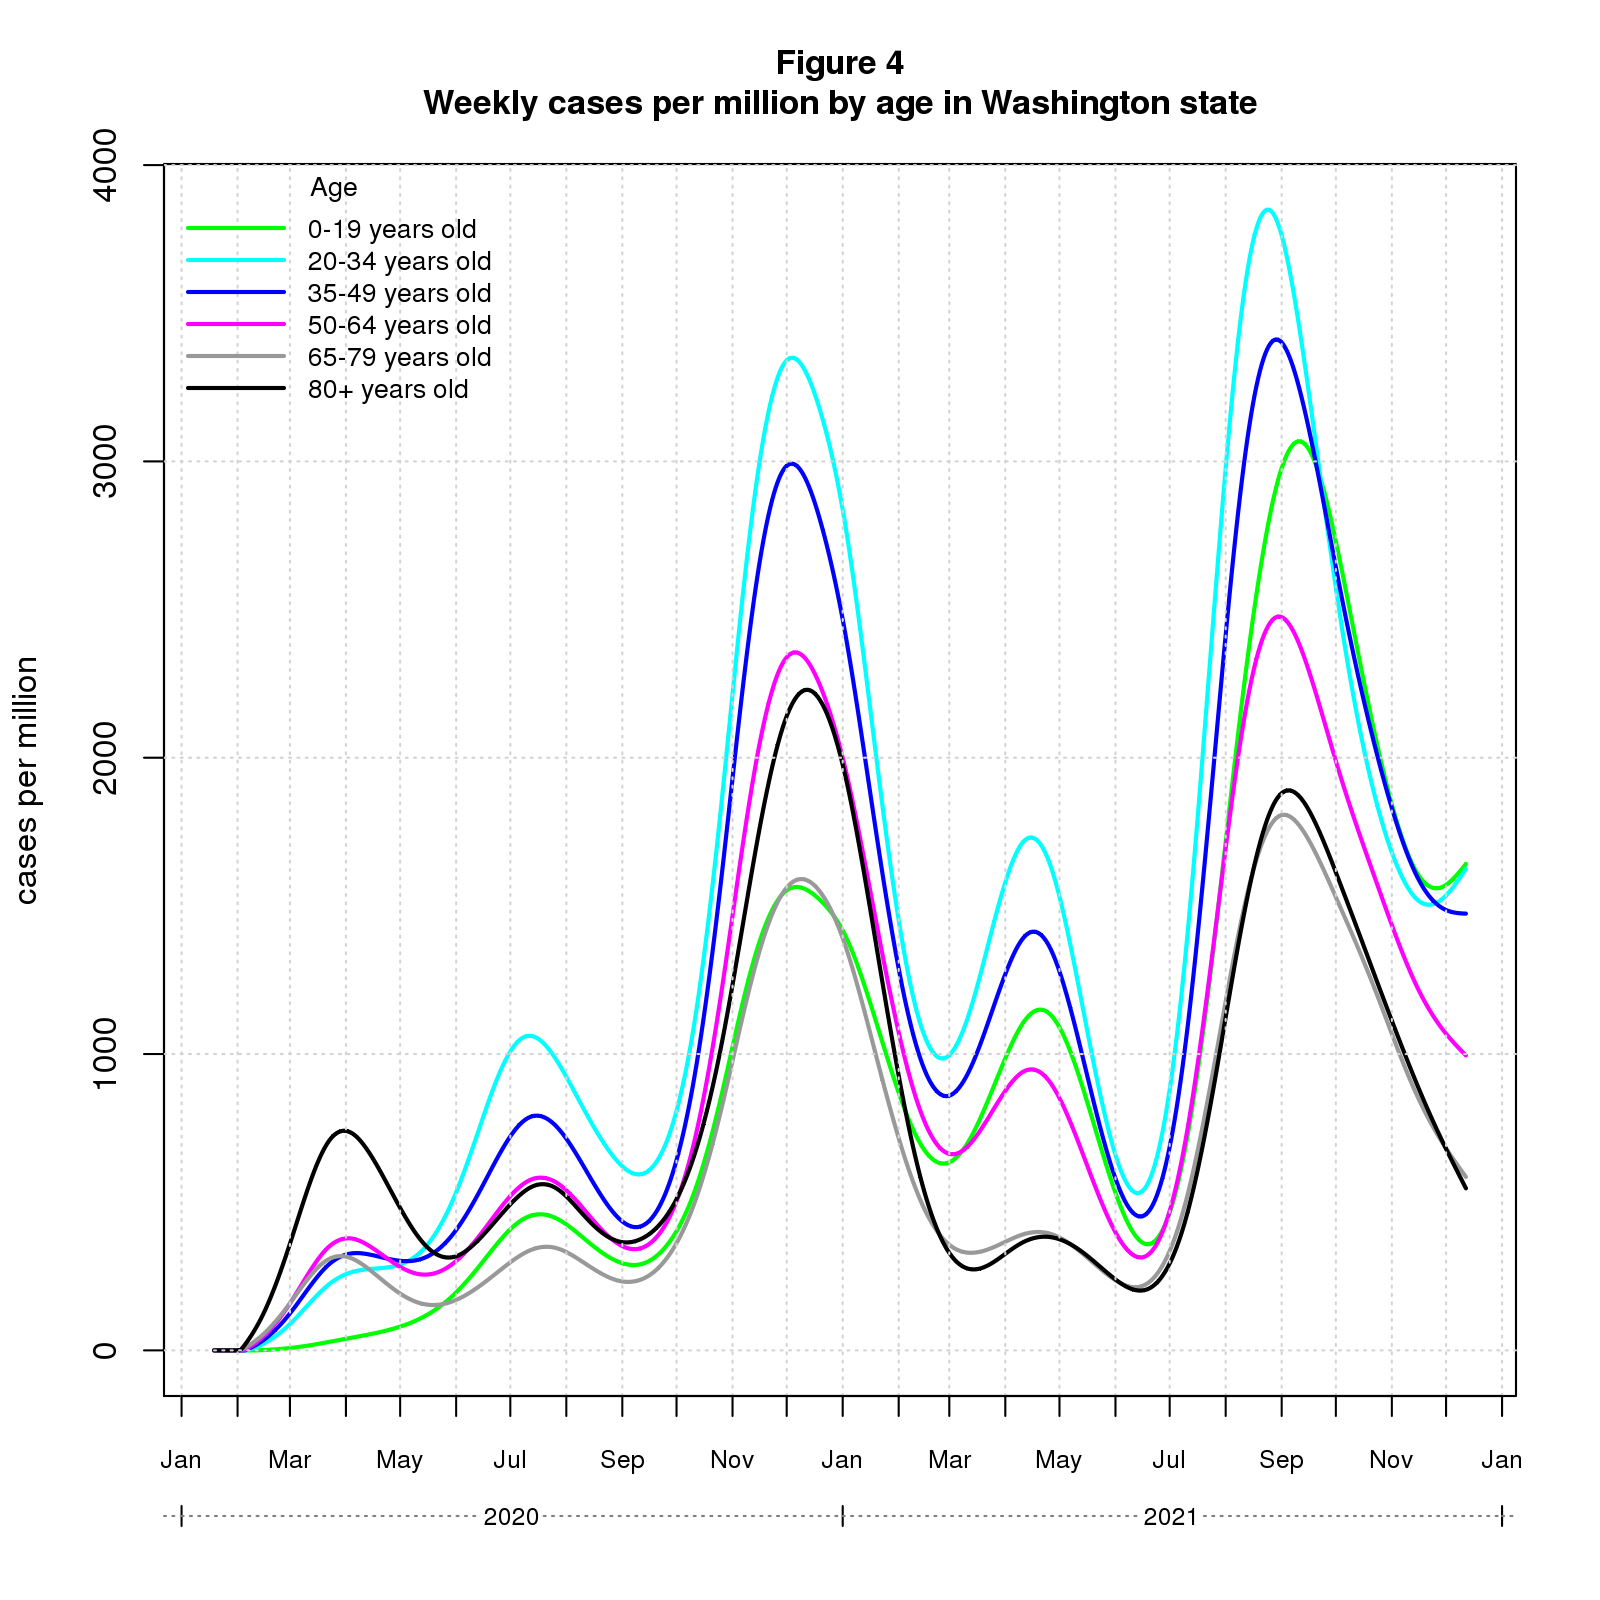 Figure 4
Weekly cases per million by age in Washington state
Age
0-19 years old
20-34 years old
35-49 years old
50-64 years old
65-79 years old
80+ years old
cases per million
4000
3000
2000
1000
0
Jan Mar May Jul Sep Nov Jan Mar May Jul Sep Nov Jan
2020 2021